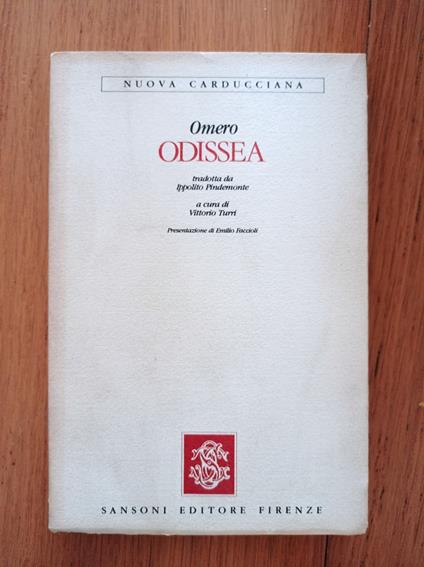 NUOVA CARDUCCIANA
Omero
ODISSEA
tradotta da
Ippolito Pindemonte
a cura di
Vittorio Turri
Presentazione di Emilio Faccioli
SANSONI EDITORE FIRENZE